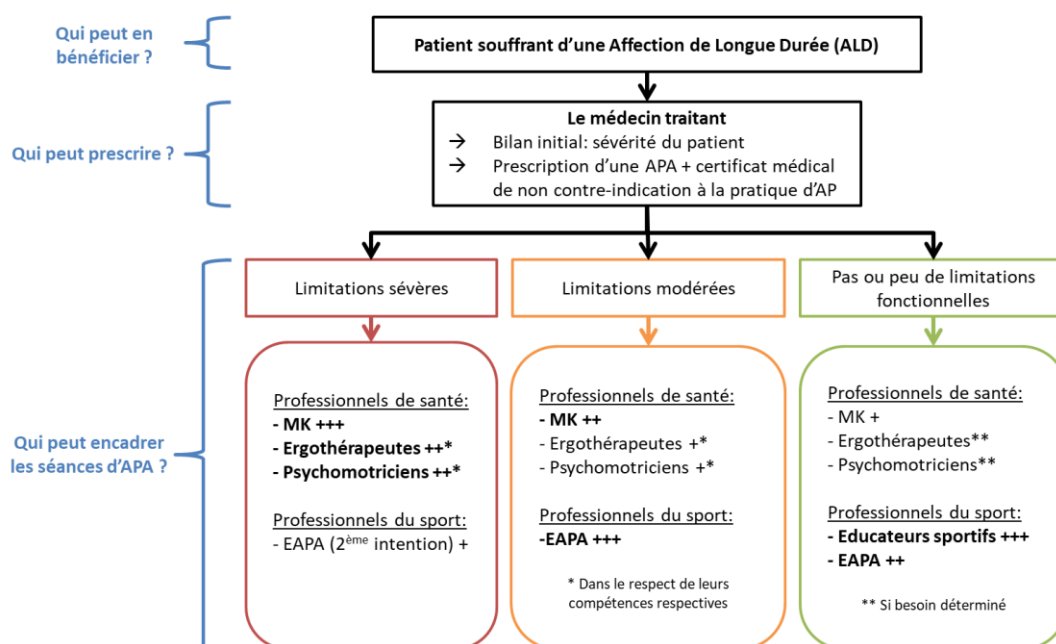 Qui peut en
bénéficier ?
Patient souffrant d'une Affection de Longue Durée (ALD)
Qui peut prescrire ?
Le médecin traitant
→ Bilan initial: sévérité du patient
→ Prescription d'une APA + certificat médical
de non contre-indication à la pratique d'AP
Qui peut encadrer
les séances d'APA ?
Limitations sévères
Limitations modérées
Pas ou peu de limitations
fonctionnelles
Professionnels de santé:
- MK +++
- Ergothérapeutes ++*
- Psychomotriciens ++*
Professionnels du sport:
- EAPA (2ème intention) +
Professionnels de santé:
- MK ++
- Ergothérapeutes +*
- Psychomotriciens +*
Professionnels du sport:
-EAPA +++
* Dans le respect de leurs
compétences respectives
Professionnels de santé:
- MK +
- Ergothérapeutes**
- Psychomotriciens**
Professionnels du sport:
- Educateurs sportifs +++
- EAPA ++
** Si besoin déterminé